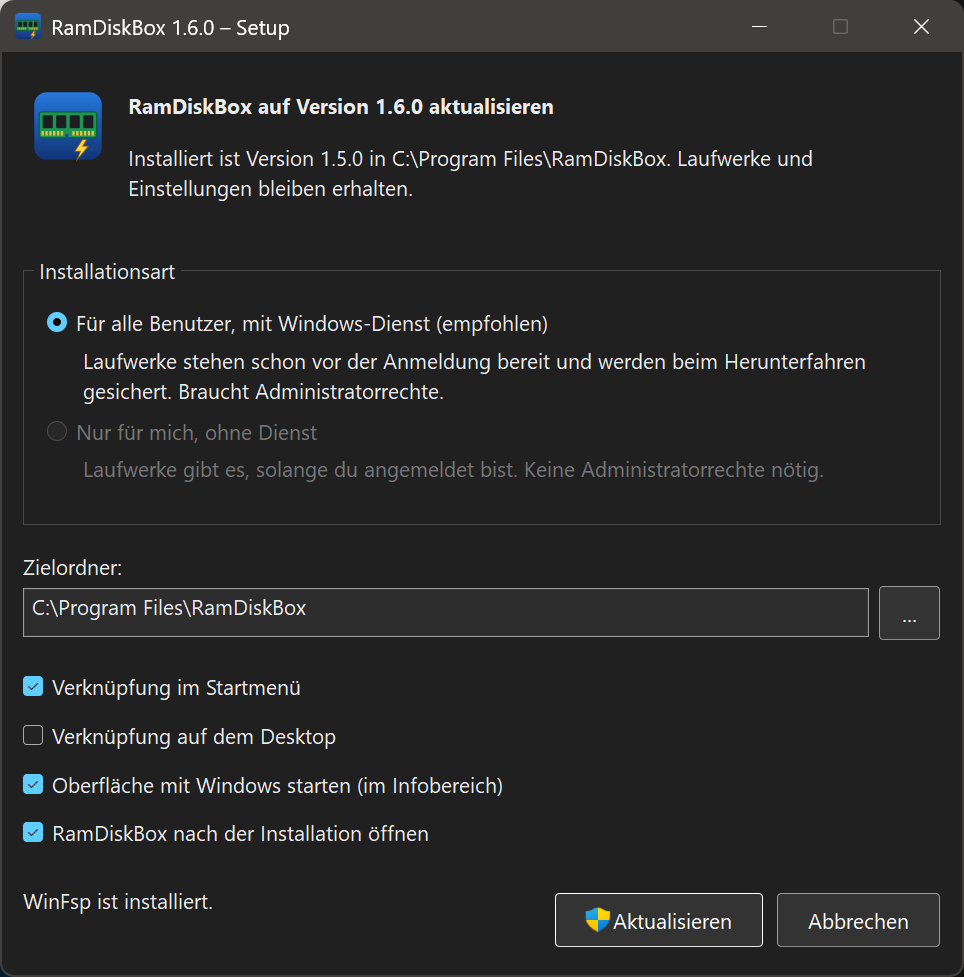 RamDiskBox 1.6.0 – Setup
RamDiskBox auf Version 1.6.0 aktualisieren
Installiert ist Version 1.5.0 in C:\Program Files\RamDiskBox. Laufwerke und
Einstellungen bleiben erhalten.
Installationsart
Für alle Benutzer, mit Windows-Dienst (empfohlen)
Laufwerke stehen schon vor der Anmeldung bereit und werden beim Herunterfahren
gesichert. Braucht Administratorrechte.
Nur für mich, ohne Dienst
Laufwerke gibt es, solange du angemeldet bist. Keine Administratorrechte nötig.
Zielordner:
C:\Program Files\RamDiskBox
...
Verknüpfung im Startmenü
Verknüpfung auf dem Desktop
Oberfläche mit Windows starten (im Infobereich)
RamDiskBox nach der Installation öffnen
WinFsp ist installiert.
Aktualisieren
Abbrechen